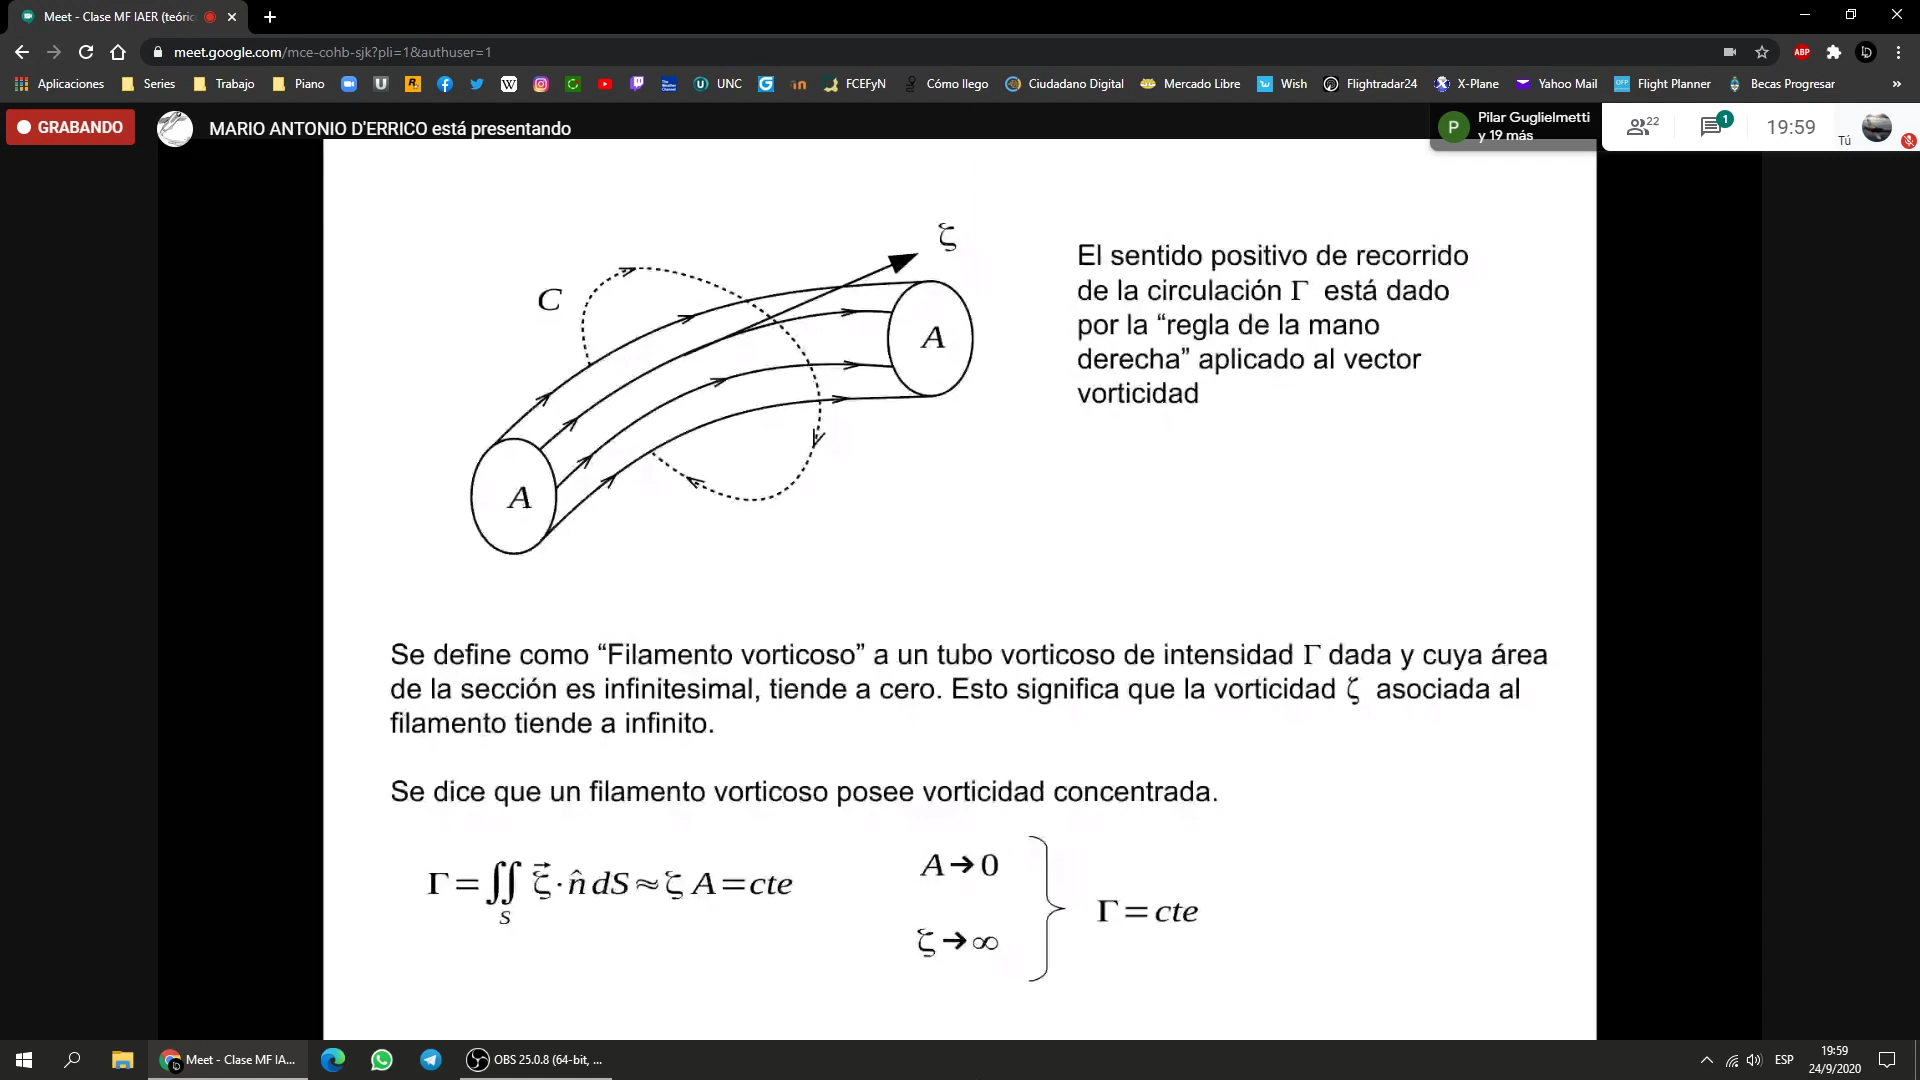 Meet - Clase MF IAER (teóric
meet.google.com/mce-cohb-sjk?pli=1&authuser=1
Aplicaciones Series Trabajo Piano UNC FCEFyN Cómo llego Ciudadano Digital Mercado Libre Wish Flightradar24 X-Plane Yahoo Mail Flight Planner Becas Progresar »
GRABANDO
MARIO ANTONIO D'ERRICO está presentando
P
Pilar Guglielmetti
y 19 más
22
1
19:59
Tú
ζ
C
A
A
El sentido positivo de recorrido
de la circulación Γ está dado
por la “regla de la mano
derecha” aplicado al vector
vorticidad
Se define como “Filamento vorticoso” a un tubo vorticoso de intensidad Γ dada y cuya área
de la sección es infinitesimal, tiende a cero. Esto significa que la vorticidad ζ asociada al
filamento tiende a infinito.
Se dice que un filamento vorticoso posee vorticidad concentrada.
Γ=∬S ζ⃗·n̂ dS≈ζ A=cte
A→0
ζ→∞
Γ=cte
Meet - Clase MF IA...
OBS 25.0.8 (64-bit, ...
ESP
19:59
24/9/2020